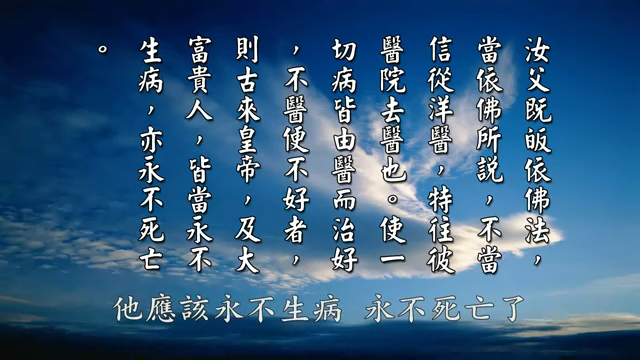 汝父既皈依佛法，
當依佛所説，不當
信從洋醫，特往彼
醫院去醫也。使一
切病皆由醫而治好
，不醫便不好者，
則古來皇帝，及大
富貴人，皆當永不
生病，亦永不死亡
。
他應該永不生病 永不死亡了